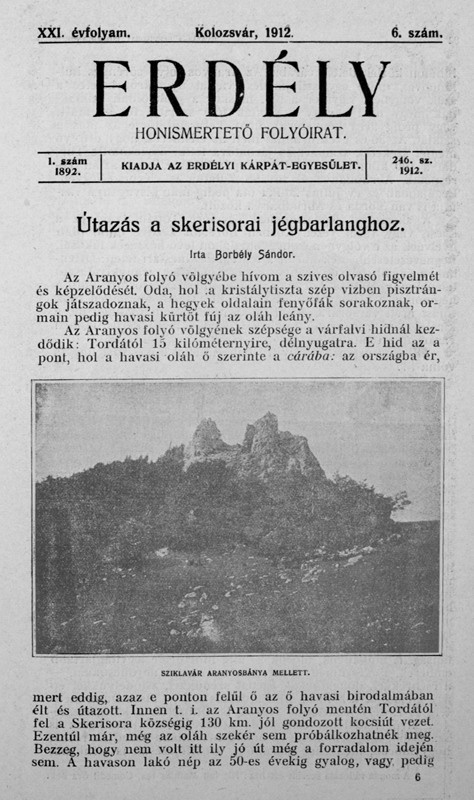 XXI. évfolyam. Kolozsvár, 1912. 6. szám.
ERDÉLY
HONISMERTETŐ FOLYÓIRAT.
1. szám
1892.
KIADJA AZ ERDÉLYI KÁRPÁT-EGYESÜLET.
246. sz.
1912.
Útazás a skerisorai jégbarlanghoz.
Irta Borbély Sándor.
Az Aranyos folyó völgyébe hívom a szives olvasó figyelmét
és képzelődését. Oda, hol .a kristálytiszta szép vizben pisztrán-
gok játszadoznak, a hegyek oldalain fenyőfák sorakoznak, or-
main pedig havasi kürtöt fúj az oláh leány.
Az Aranyos folyó völgyének szépsége a várfalvi hidnál kez-
dődik: Tordától 15 kilóméternyire, délnyugatra. E hid az a
pont, hol a havasi oláh ő szerinte a cárába: az országba ér,
SZIKLAVÁR ARANYOSBÁNYA MELLETT.
mert eddig, azaz e ponton felül ő az ő havasi birodalmában
élt és útazott. Innen t. i. az Aranyos folyó mentén Tordától
fel a Skerisora községig 130 km. jól gondozott kocsiút vezet.
Ezentúl már, még az oláh szekér sem próbálkozhatnék meg.
Bezzeg, hogy nem volt itt ily jó út még a forradalom idején
sem. A havason lakó nép az 50-es évekig gyalog, vagy pedig
6